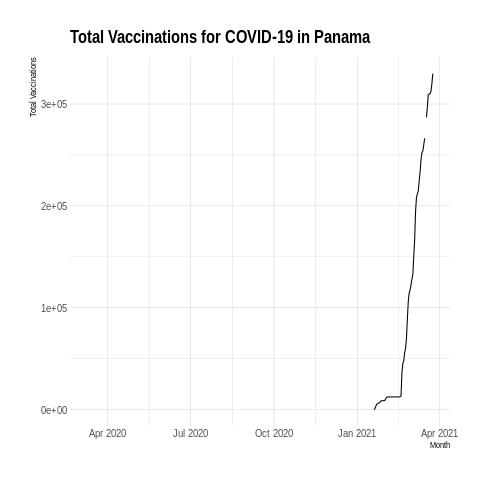 Total Vaccinations for COVID-19 in Panama
Total Vaccinations
3e+05
2e+05
1e+05
0e+00
Apr 2020 Jul 2020 Oct 2020 Jan 2021 Apr 2021
Month